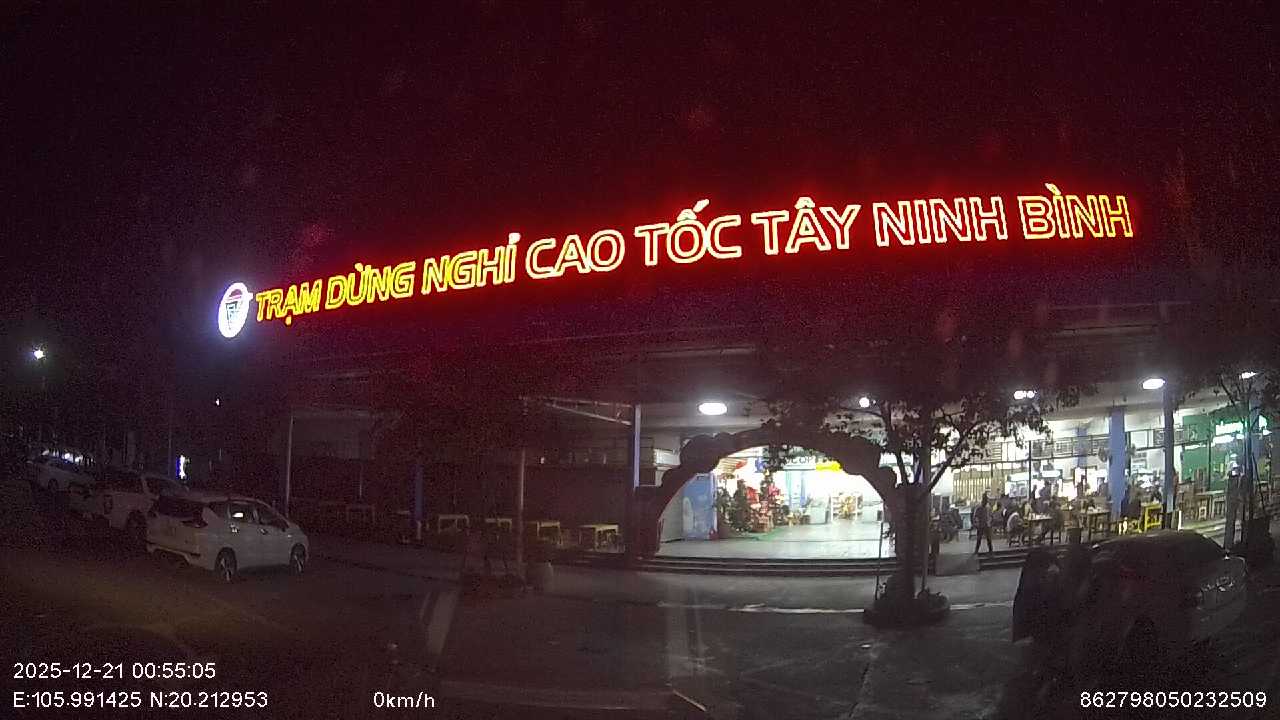 TRẠM DỪNG NGHỈ CAO TỐC TÂY NINH BÌNH
2025-12-21 00:55:05
E:105.991425 N:20.212953 0km/h 862798050232509